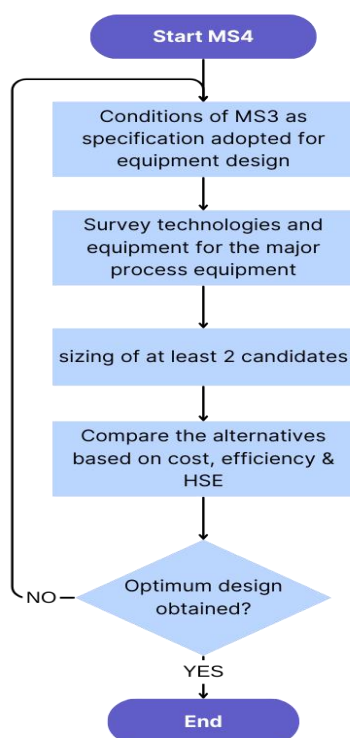 Start MS4
Conditions of MS3 as
specification adopted for
equipment design
Survey technologies and
equipment for the major
process equipment
sizing of at least 2 candidates
Compare the alternatives
based on cost, efficiency &
HSE
Optimum design
obtained?
NO
YES
End